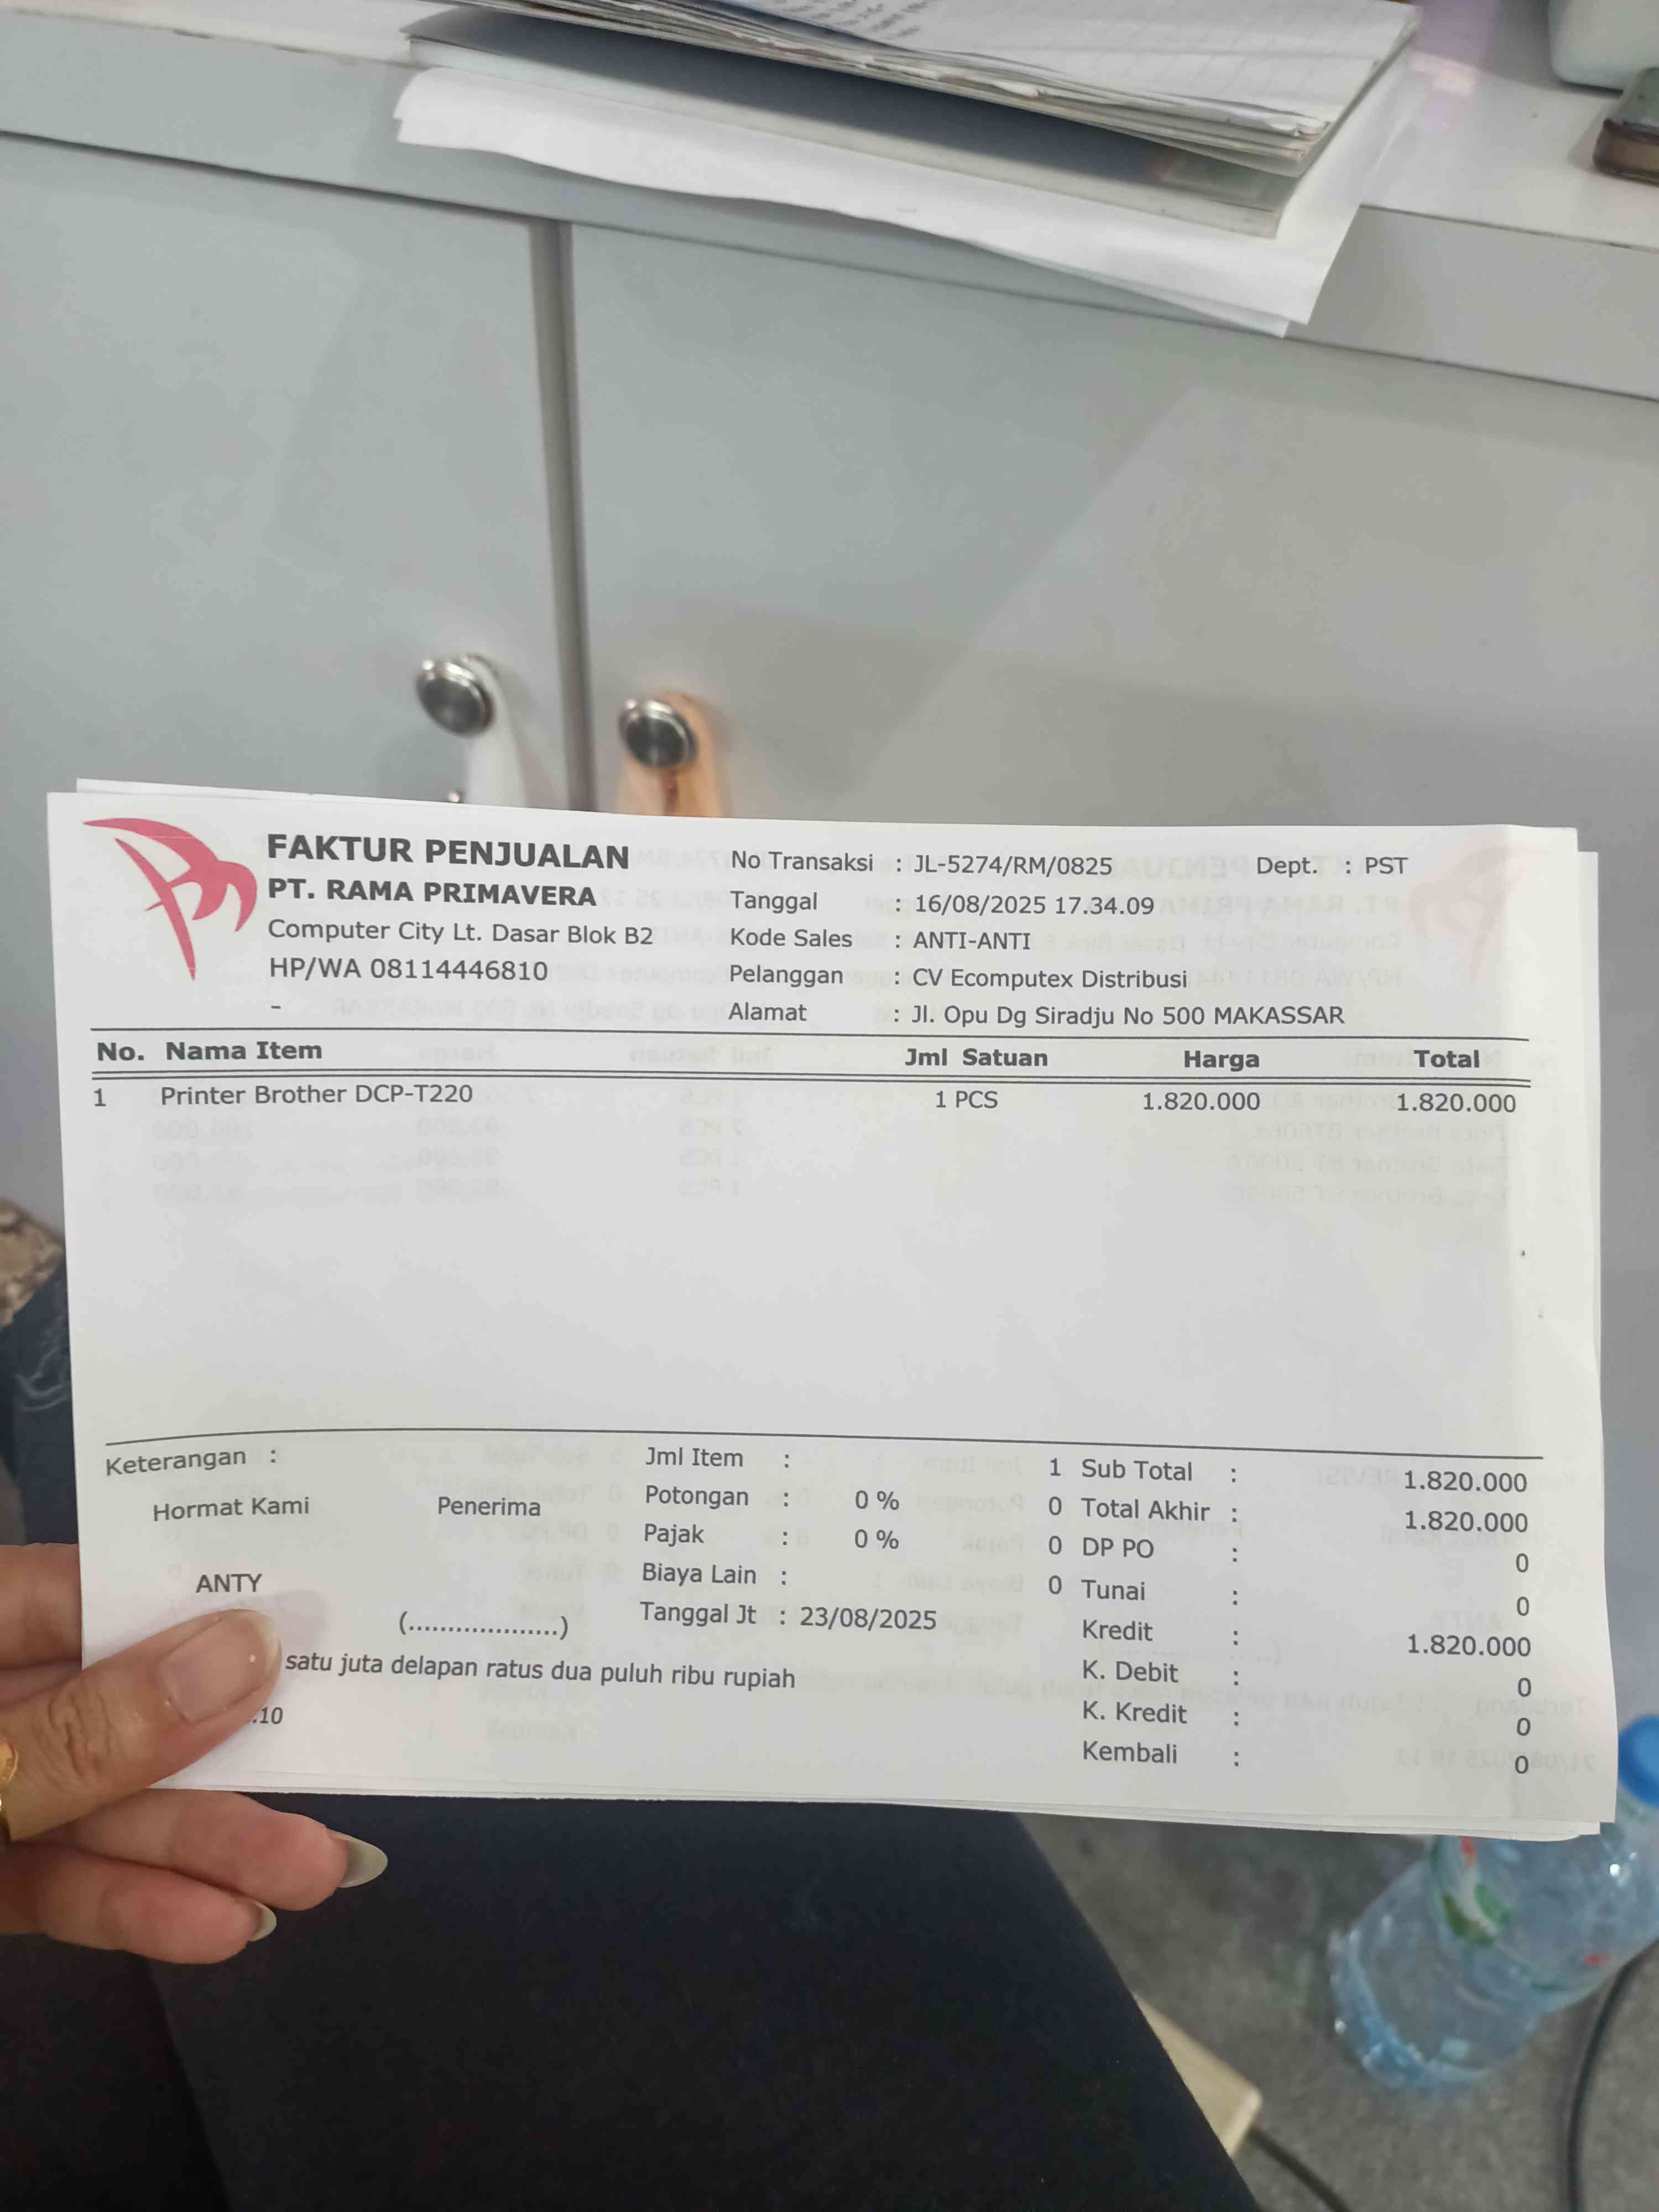 FAKTUR PENJUALAN
PT. RAMA PRIMAVERA
Computer City Lt. Dasar Blok B2
HP/WA 08114446810
-
No Transaksi : JL-5274/RM/0825 Dept. : PST
Tanggal : 16/08/2025 17.34.09
Kode Sales : ANTI-ANTI
Pelanggan : CV Ecomputex Distribusi
Alamat : Jl. Opu Dg Siradju No 500 MAKASSAR
No. Nama Item Jml Satuan Harga Total
1 Printer Brother DCP-T220 1 PCS 1.820.000 1.820.000
Keterangan :
Hormat Kami Penerima
ANTY
(...................)
satu juta delapan ratus dua puluh ribu rupiah
.10
Jml Item : 1
Potongan : 0 % 0
Pajak : 0 % 0
Biaya Lain : 0
Tanggal Jt : 23/08/2025
Sub Total : 1.820.000
Total Akhir : 1.820.000
DP PO : 0
Tunai : 0
Kredit : 1.820.000
K. Debit : 0
K. Kredit : 0
Kembali : 0